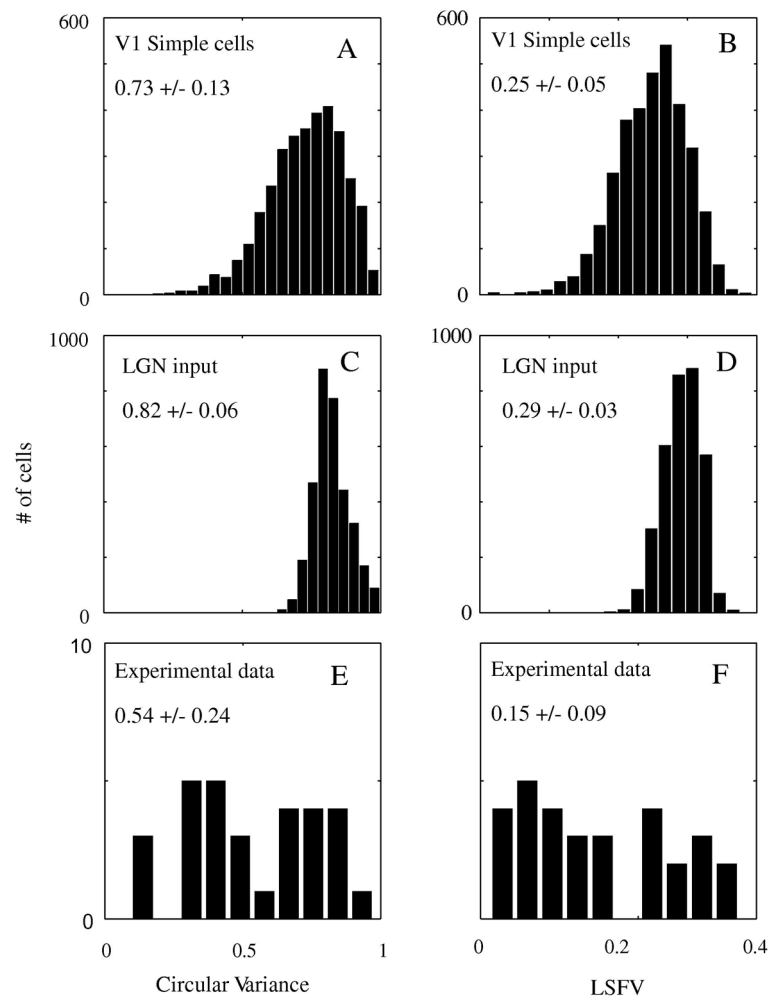 600
V1 Simple cells
A
0.73 +/- 0.13
0
600
V1 Simple cells
B
0.25 +/- 0.05
0
1000
LGN input
C
0.82 +/- 0.06
0
1000
LGN input
D
0.29 +/- 0.03
0
# of cells
10
Experimental data
E
0.54 +/- 0.24
0
0 0.5 1
Circular Variance
Experimental data
F
0.15 +/- 0.09
0 0.2 0.4
LSFV